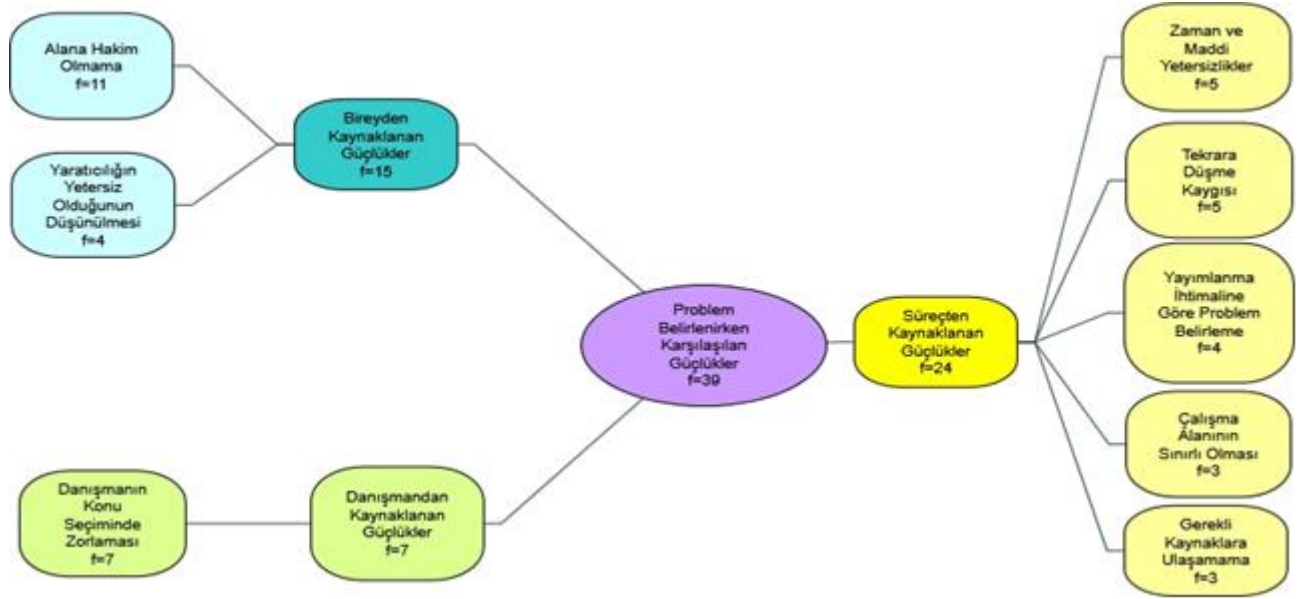 Alana Hakim
Olmama
f=11
Yaratıcılığın
Yetersiz
Olduğunun
Düşünülmesi
f=4
Bireyden
Kaynaklanan
Güçlükler
f=15
Problem
Belirlenirken
Karşılaşılan
Güçlükler
f=39
Danışmanın
Konu
Seçiminde
Zorlaması
f=7
Danışmandan
Kaynaklanan
Güçlükler
f=7
Süreçten
Kaynaklanan
Güçlükler
f=24
Zaman ve
Maddi
Yetersizlikler
f=5
Tekrara
Düşme
Kaygısı
f=5
Yayımlanma
İhtimaline
Göre Problem
Belirleme
f=4
Çalışma
Alanının
Sınırlı Olması
f=3
Gerekli
Kaynaklara
Ulaşamama
f=3